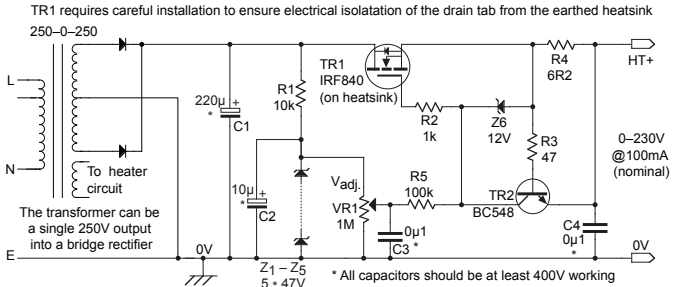 TR1 requires careful installation to ensure electrical isolatation of the drain tab from the earthed heatsink
250–0–250
L
N
E
To heater
circuit
The transformer can be
a single 250V output
into a bridge rectifier
0V
220µ +
*
C1
10µ +
*
C2
R1
10k
Z1 – Z5
5 * 47V
TR1
IRF840
(on heatsink)
R2
1k
Z6
12V
R4
6R2
HT+
R3
47
0–230V
@100mA
(nominal)
Vadj.
VR1
1M
R5
100k
0µ1
C3 *
TR2
BC548
C4
0µ1
*
0V
* All capacitors should be at least 400V working